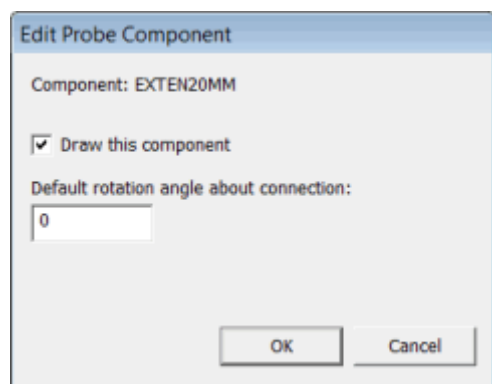 Edit Probe Component
Component: EXTEN20MM
Draw this component
Default rotation angle about connection:
0
OK Cancel